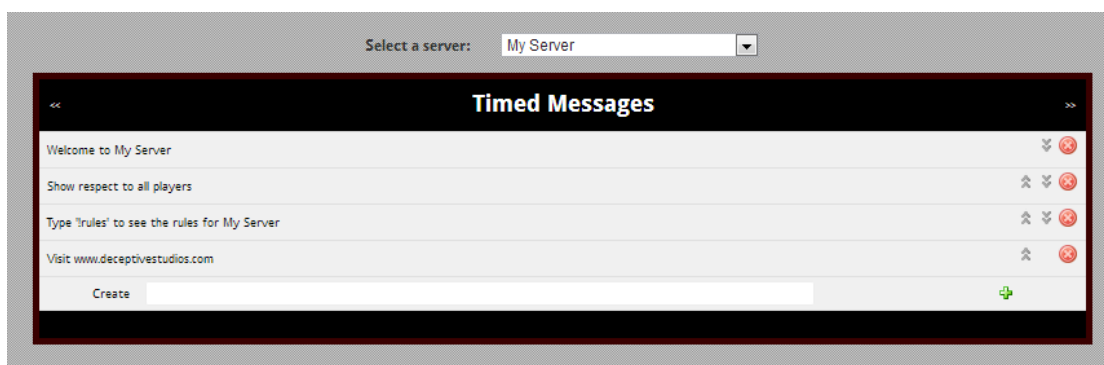 Select a server: My Server
<< Timed Messages >>
Welcome to My Server
Show respect to all players
Type '!rules' to see the rules for My Server
Visit www.deceptivestudios.com
Create